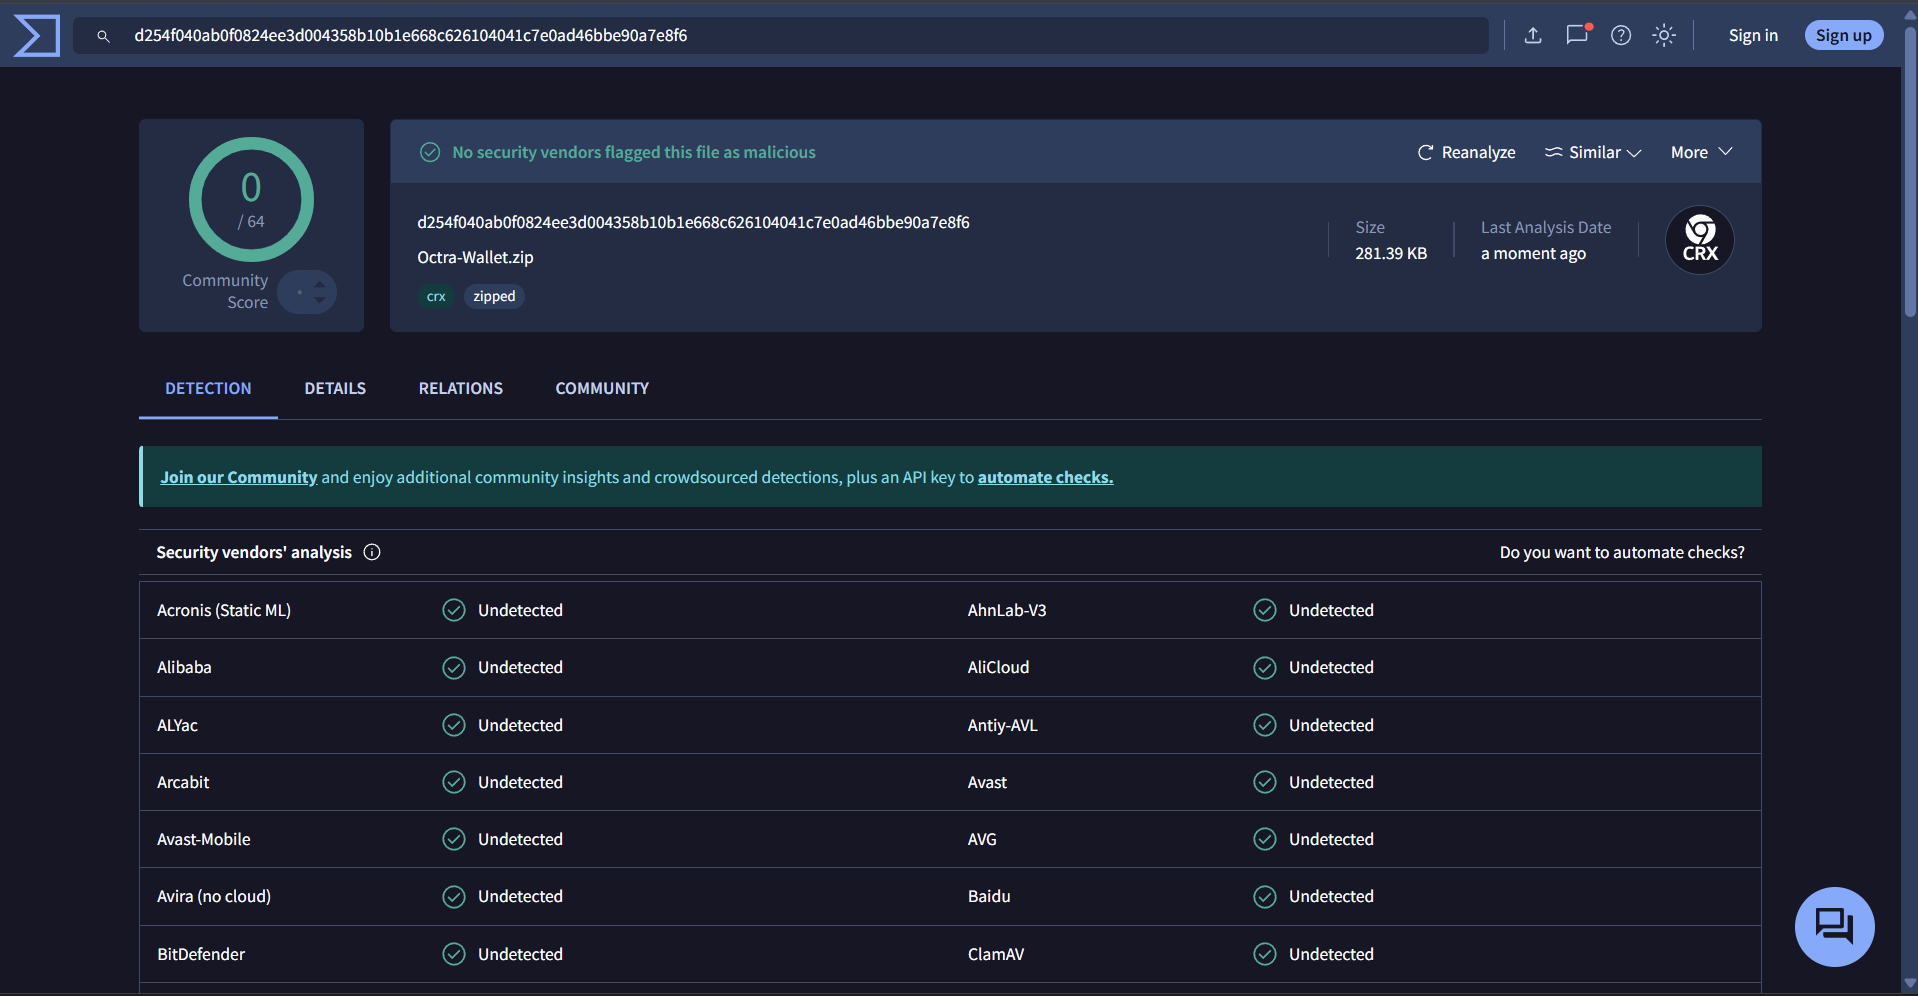 d254f040ab0f0824ee3d004358b10b1e668c626104041c7e0ad46bbe90a7e8f6
Sign in
Sign up
0
/ 64
Community
Score
No security vendors flagged this file as malicious
Reanalyze
Similar
More
d254f040ab0f0824ee3d004358b10b1e668c626104041c7e0ad46bbe90a7e8f6
Octra-Wallet.zip
crx
zipped
Size
281.39 KB
Last Analysis Date
a moment ago
CRX
DETECTION
DETAILS
RELATIONS
COMMUNITY
Join our Community and enjoy additional community insights and crowdsourced detections, plus an API key to automate checks.
Security vendors' analysis
Do you want to automate checks?
Acronis (Static ML) Undetected AhnLab-V3 Undetected
Alibaba Undetected AliCloud Undetected
ALYac Undetected Antiy-AVL Undetected
Arcabit Undetected Avast Undetected
Avast-Mobile Undetected AVG Undetected
Avira (no cloud) Undetected Baidu Undetected
BitDefender Undetected ClamAV Undetected